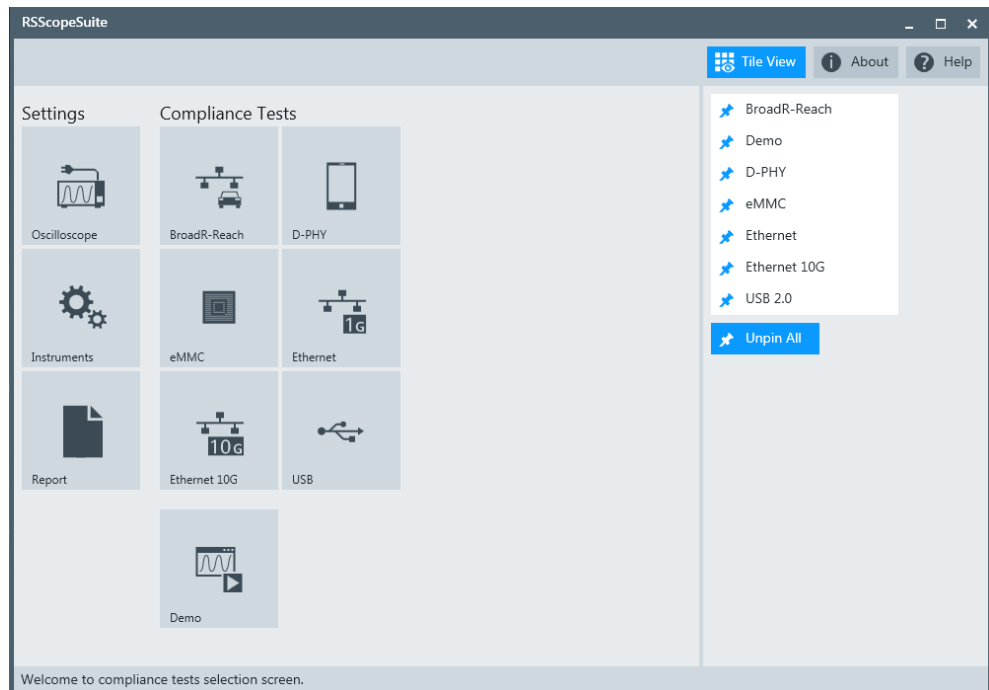 RSScopeSuite
Tile View
About
Help
Settings
Compliance Tests
Oscilloscope
BroadR-Reach
D-PHY
Instruments
eMMC
1G
Ethernet
Report
10G
Ethernet 10G
USB
Demo
BroadR-Reach
Demo
D-PHY
eMMC
Ethernet
Ethernet 10G
USB 2.0
Unpin All
Welcome to compliance tests selection screen.